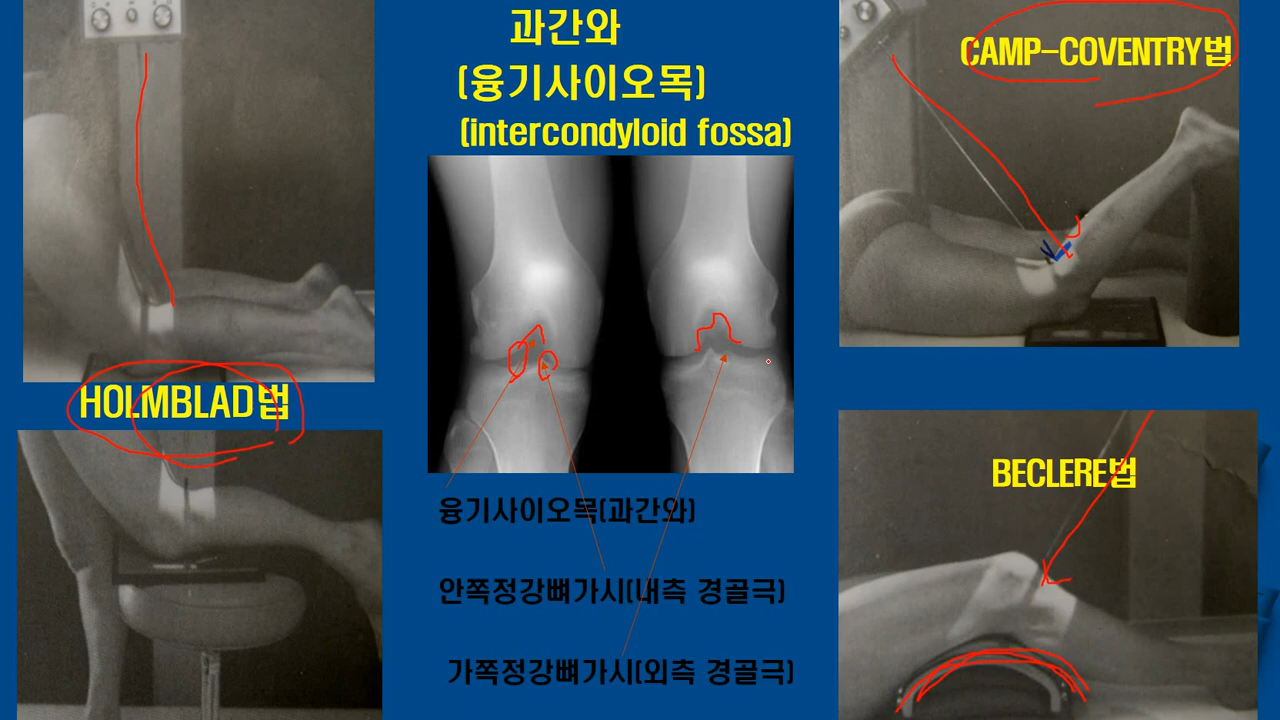 과간와
(융기사이오목)
(intercondyloid fossa)
CAMP-COVENTRY법
HOLMBLAD법
BECLERE법
융기사이오목(과간와)
안쪽정강뼈가시(내측 경골극)
가쪽정강뼈가시(외측 경골극)